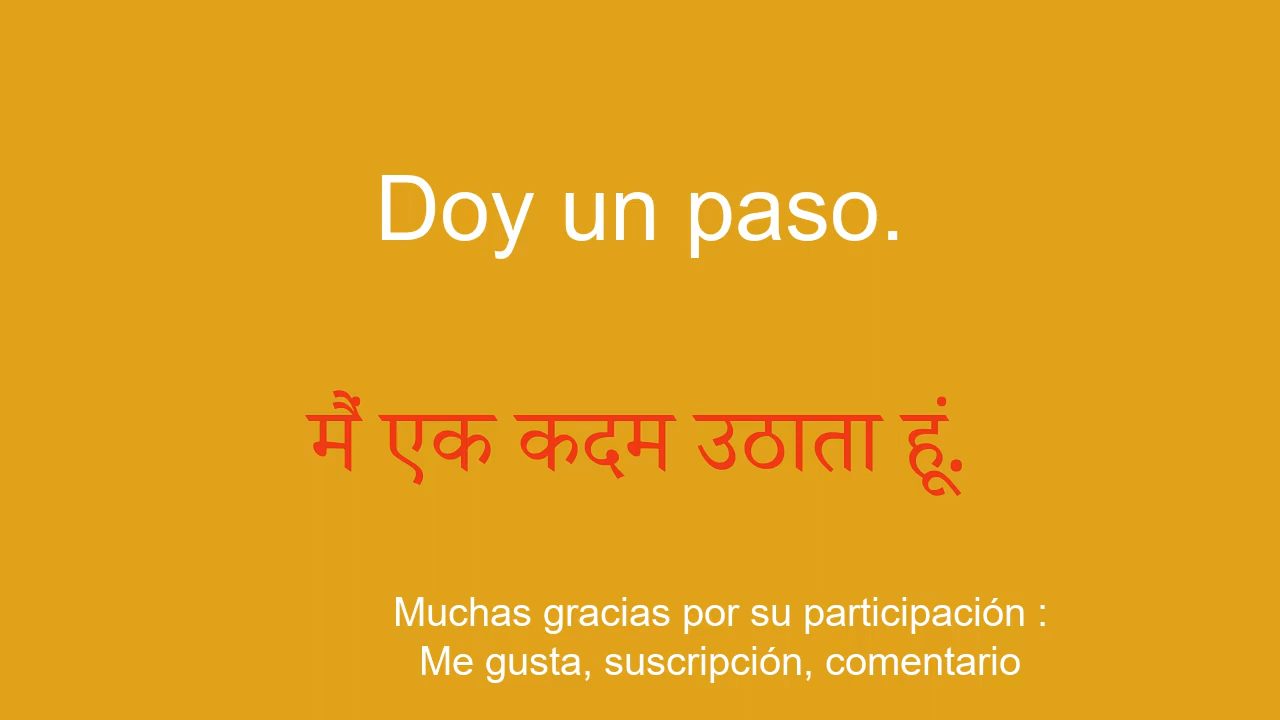 Doy un paso.
मैं एक कदम उठाता हूं.
Muchas gracias por su participación :
Me gusta, suscripción, comentario